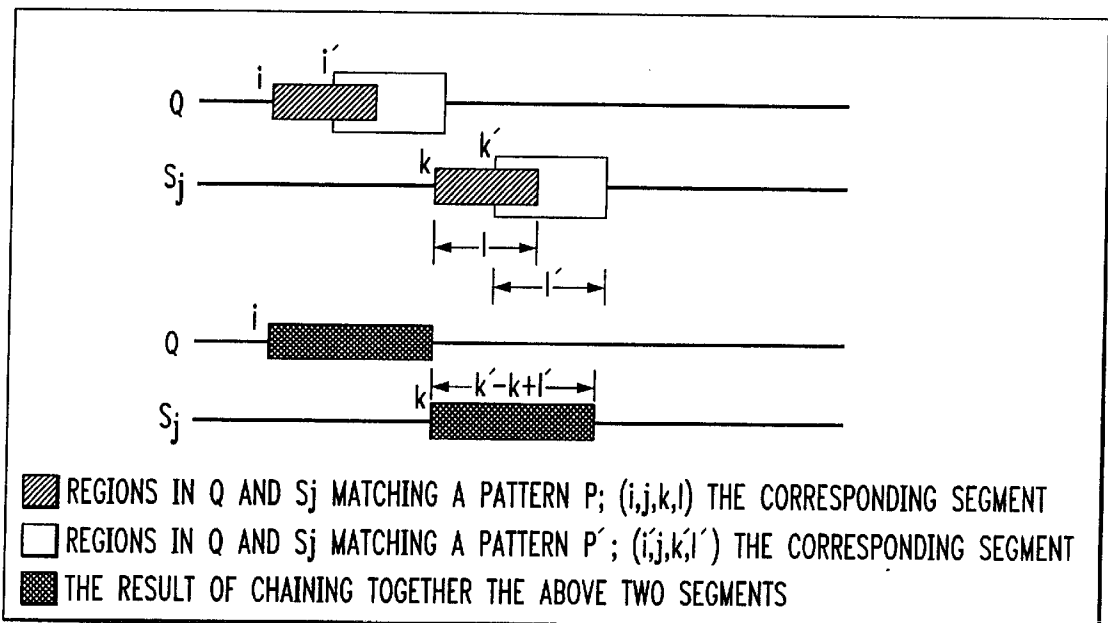 i i´
Q
k k´
Sj
l
l´
i
Q
k k´-k+l´
Sj
REGIONS IN Q AND Sj MATCHING A PATTERN P; (i,j,k,l) THE CORRESPONDING SEGMENT
REGIONS IN Q AND Sj MATCHING A PATTERN P´; (i´,j,k´,l´) THE CORRESPONDING SEGMENT
THE RESULT OF CHAINING TOGETHER THE ABOVE TWO SEGMENTS